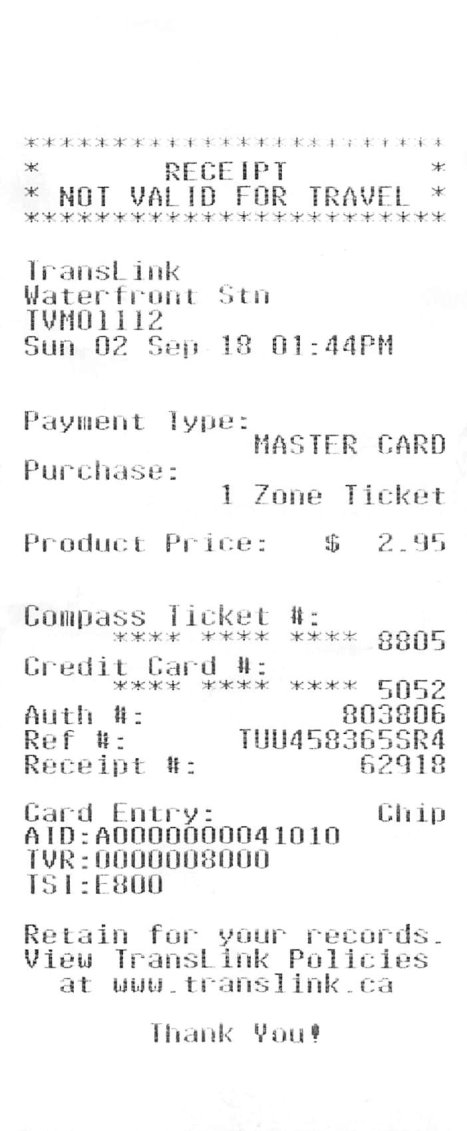 ************************
* RECEIPT *
* NOT VALID FOR TRAVEL *
************************
TransLink
Waterfront Stn
TVM01112
Sun 02 Sep 18 01:44PM
Payment Type:
MASTER CARD
Purchase:
1 Zone Ticket
Product Price: $ 2.95
Compass Ticket #:
**** **** **** 8805
Credit Card #:
**** **** **** 5052
Auth #: 803806
Ref #: TUU458365SR4
Receipt #: 62918
Card Entry: Chip
AID:A0000000041010
TVR:0000008000
TSI:E800
Retain for your records.
View TransLink Policies
at www.translink.ca
Thank You!